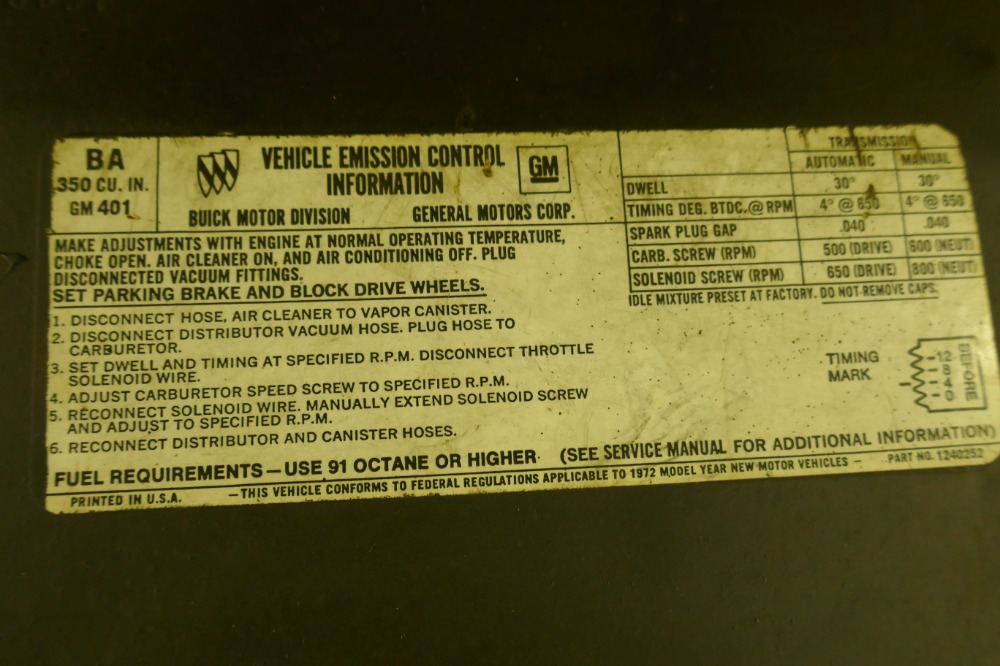 BA
350 CU. IN.
GM 401
VEHICLE EMISSION CONTROL
INFORMATION
BUICK MOTOR DIVISION GENERAL MOTORS CORP.
GM
TRANSMISSION
AUTOMATIC MANUAL
DWELL 30° 30°
TIMING DEG. BTDC.@ RPM 4° @ 650 4° @ 650
SPARK PLUG GAP .040 .040
CARB. SCREW (RPM) 500 (DRIVE) 600 (NEUT)
SOLENOID SCREW (RPM) 650 (DRIVE) 800 (NEUT)
IDLE MIXTURE PRESET AT FACTORY. DO NOT REMOVE CAPS.
MAKE ADJUSTMENTS WITH ENGINE AT NORMAL OPERATING TEMPERATURE,
CHOKE OPEN. AIR CLEANER ON, AND AIR CONDITIONING OFF. PLUG
DISCONNECTED VACUUM FITTINGS.
SET PARKING BRAKE AND BLOCK DRIVE WHEELS.
1. DISCONNECT HOSE, AIR CLEANER TO VAPOR CANISTER.
2. DISCONNECT DISTRIBUTOR VACUUM HOSE. PLUG HOSE TO
CARBURETOR.
3. SET DWELL AND TIMING AT SPECIFIED R.P.M. DISCONNECT THROTTLE
SOLENOID WIRE.
4. ADJUST CARBURETOR SPEED SCREW TO SPECIFIED R.P.M.
5. RECONNECT SOLENOID WIRE. MANUALLY EXTEND SOLENOID SCREW
AND ADJUST TO SPECIFIED R.P.M.
6. RECONNECT DISTRIBUTOR AND CANISTER HOSES.
TIMING
MARK
12
8
4
0
BEFORE
FUEL REQUIREMENTS — USE 91 OCTANE OR HIGHER (SEE SERVICE MANUAL FOR ADDITIONAL INFORMATION)
PRINTED IN U.S.A. — THIS VEHICLE CONFORMS TO FEDERAL REGULATIONS APPLICABLE TO 1972 MODEL YEAR NEW MOTOR VEHICLES — PART NO. 1240252